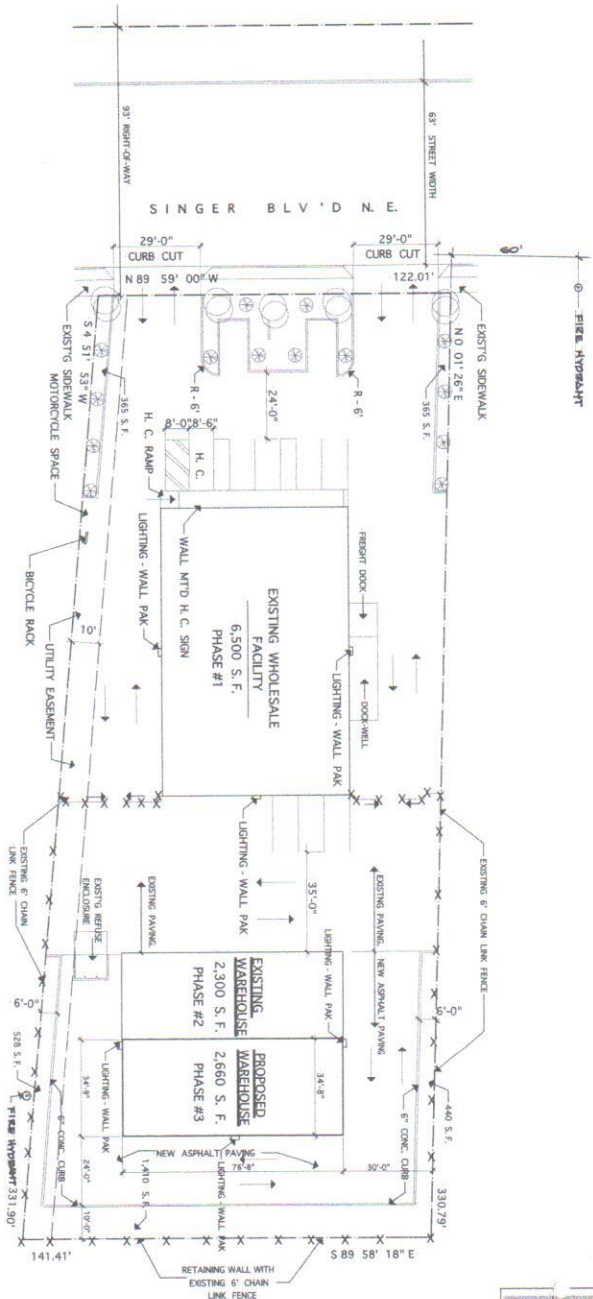 93' RIGHT-OF-WAY
63' STREET WIDTH
SINGER BLV'D N.E.
29'-0"
CURB CUT
29'-0"
CURB CUT
60'
FIRE HYDRANT
N 89 59' 00" W
122.01'
EXIST'G SIDEWALK
S 4 51' 53" W
365 S.F.
MOTORCYCLE SPACE
R - 6'
24'-0"
R - 6'
N 0 01' 26" E
365 S.F.
EXIST'G SIDEWALK
8'-0"
8'-6"
H. C.
H. C. RAMP
BICYCLE RACK
LIGHTING - WALL PAK
WALL MT'D H. C. SIGN
10'
UTILITY EASEMENT
EXISTING WHOLESALE
FACILITY
6,500 S. F.
PHASE #1
FREIGHT DOCK
DOCK-WELL
LIGHTING - WALL PAK
LIGHTING - WALL PAK
EXISTING 6' CHAIN
LINK FENCE
EXISTING 6' CHAIN LINK FENCE
EXIST'G REFUSE
ENCLOSURE
EXISTNG PAVING.
35'-0"
EXISTNG PAVING.
NEW ASPHALT PAVING
LIGHTING - WALL PAK
6'-0"
528 S. F.
EXISTING
WAREHOUSE
2,300 S. F.
PHASE #2
6'-0"
440 S. F.
PROPOSED
WAREHOUSE
2,660 S. F.
PHASE #3
34'-9"
34'-8"
LIGHTING - WALL PAK
FIRE HYDRANT
6" CONC. CURB
NEW ASPHALT PAVING
76'-8"
30'-0"
6" CONC. CURB
24'-0"
1,410 S. F.
LIGHTING - WALL PAK
331.90'
10'-0"
330.79'
141.41'
S 89 58' 18" E
RETAINING WALL WITH
EXISTING 6' CHAIN
LINK FENCE